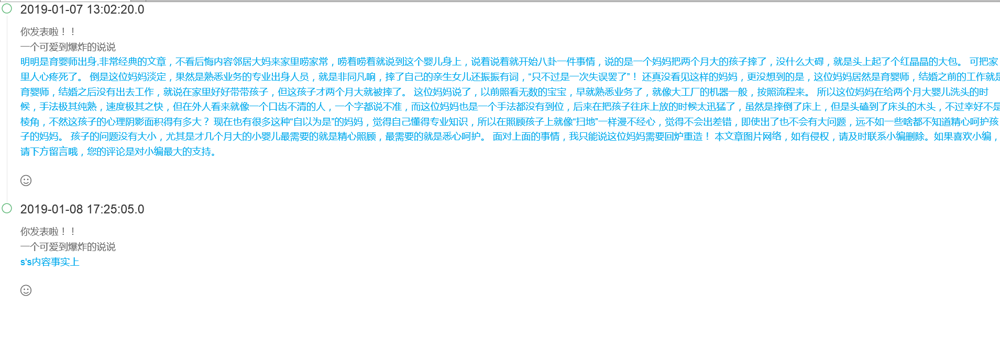 2019-01-07 13:02:20.0
你发表啦！！
一个可爱到爆炸的说说
明明是育婴师出身,非常经典的文章，不看后悔内容邻居大妈来家里唠家常，唠着唠着就说到这个婴儿身上，说着说着就开始八卦一件事情，说的是一个妈妈把两个月大的孩子摔了，没什么大碍，就是头上起了个红晶晶的大包。 可把家
里人心疼死了。 倒是这位妈妈淡定，果然是熟悉业务的专业出身人员，就是非同凡响，摔了自己的亲生女儿还振振有词，“只不过是一次失误罢了”！ 还真没看见这样的妈妈，更没想到的是，这位妈妈居然是育婴师，结婚之前的工作就是
育婴师，结婚之后没有出去工作，就说在家里好好带带孩子，但这孩子才两个月大就被摔了。 这位妈妈说了，以前照看无数的宝宝，早就熟悉业务了，就像大工厂的机器一般，按照流程来。 所以这位妈妈在给两个月大婴儿洗头的时
候，手法极其纯熟，速度极其之快，但在外人看来就像一个口齿不清的人，一个字都说不准，而这位妈妈也是一个手法都没有到位，后来在把孩子往床上放的时候太迅猛了，虽然是摔倒了床上，但是头磕到了床头的木头，不过幸好不是
棱角，不然这孩子的心理阴影面积得有多大？ 现在也有很多这种“自以为是”的妈妈，觉得自己懂得专业知识，所以在照顾孩子上就像“扫地”一样漫不经心，觉得不会出差错，即使出了也不会有大问题，远不如一些啥都不知道精心呵护孩
子的妈妈。 孩子的问题没有大小，尤其是才几个月大的小婴儿最需要的就是精心照顾，最需要的就是悉心呵护。 面对上面的事情，我只能说这位妈妈需要回炉重造！ 本文章图片网络，如有侵权，请及时联系小编删除。如果喜欢小编，
请下方留言哦，您的评论是对小编最大的支持。
2019-01-08 17:25:05.0
你发表啦！！
一个可爱到爆炸的说说
s's内容事实上